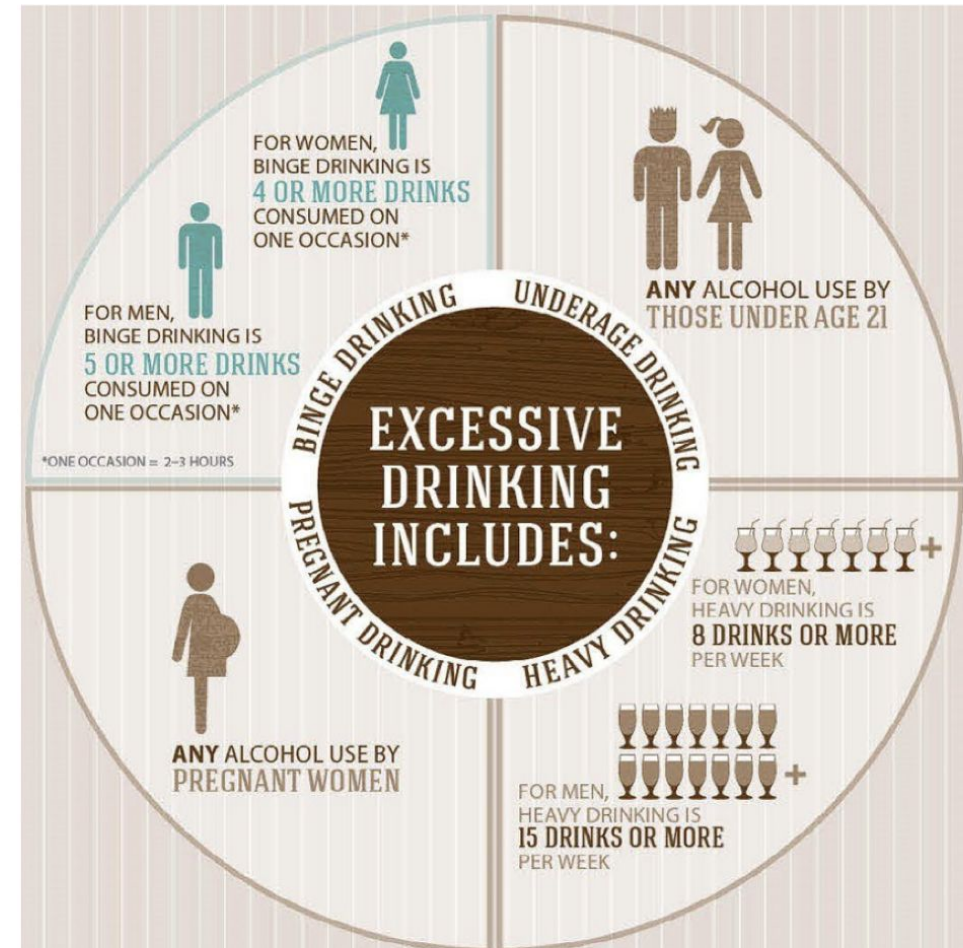 FOR WOMEN,
BINGE DRINKING IS
4 OR MORE DRINKS
CONSUMED ON
ONE OCCASION*
FOR MEN,
BINGE DRINKING IS
5 OR MORE DRINKS
CONSUMED ON
ONE OCCASION*
*ONE OCCASION = 2–3 HOURS
ANY ALCOHOL USE BY
THOSE UNDER AGE 21
BINGE DRINKING
UNDERAGE DRINKING
EXCESSIVE
DRINKING
INCLUDES:
PREGNANT DRINKING
HEAVY DRINKING
ANY ALCOHOL USE BY
PREGNANT WOMEN
+
FOR WOMEN,
HEAVY DRINKING IS
8 DRINKS OR MORE
PER WEEK
+
FOR MEN,
HEAVY DRINKING IS
15 DRINKS OR MORE
PER WEEK